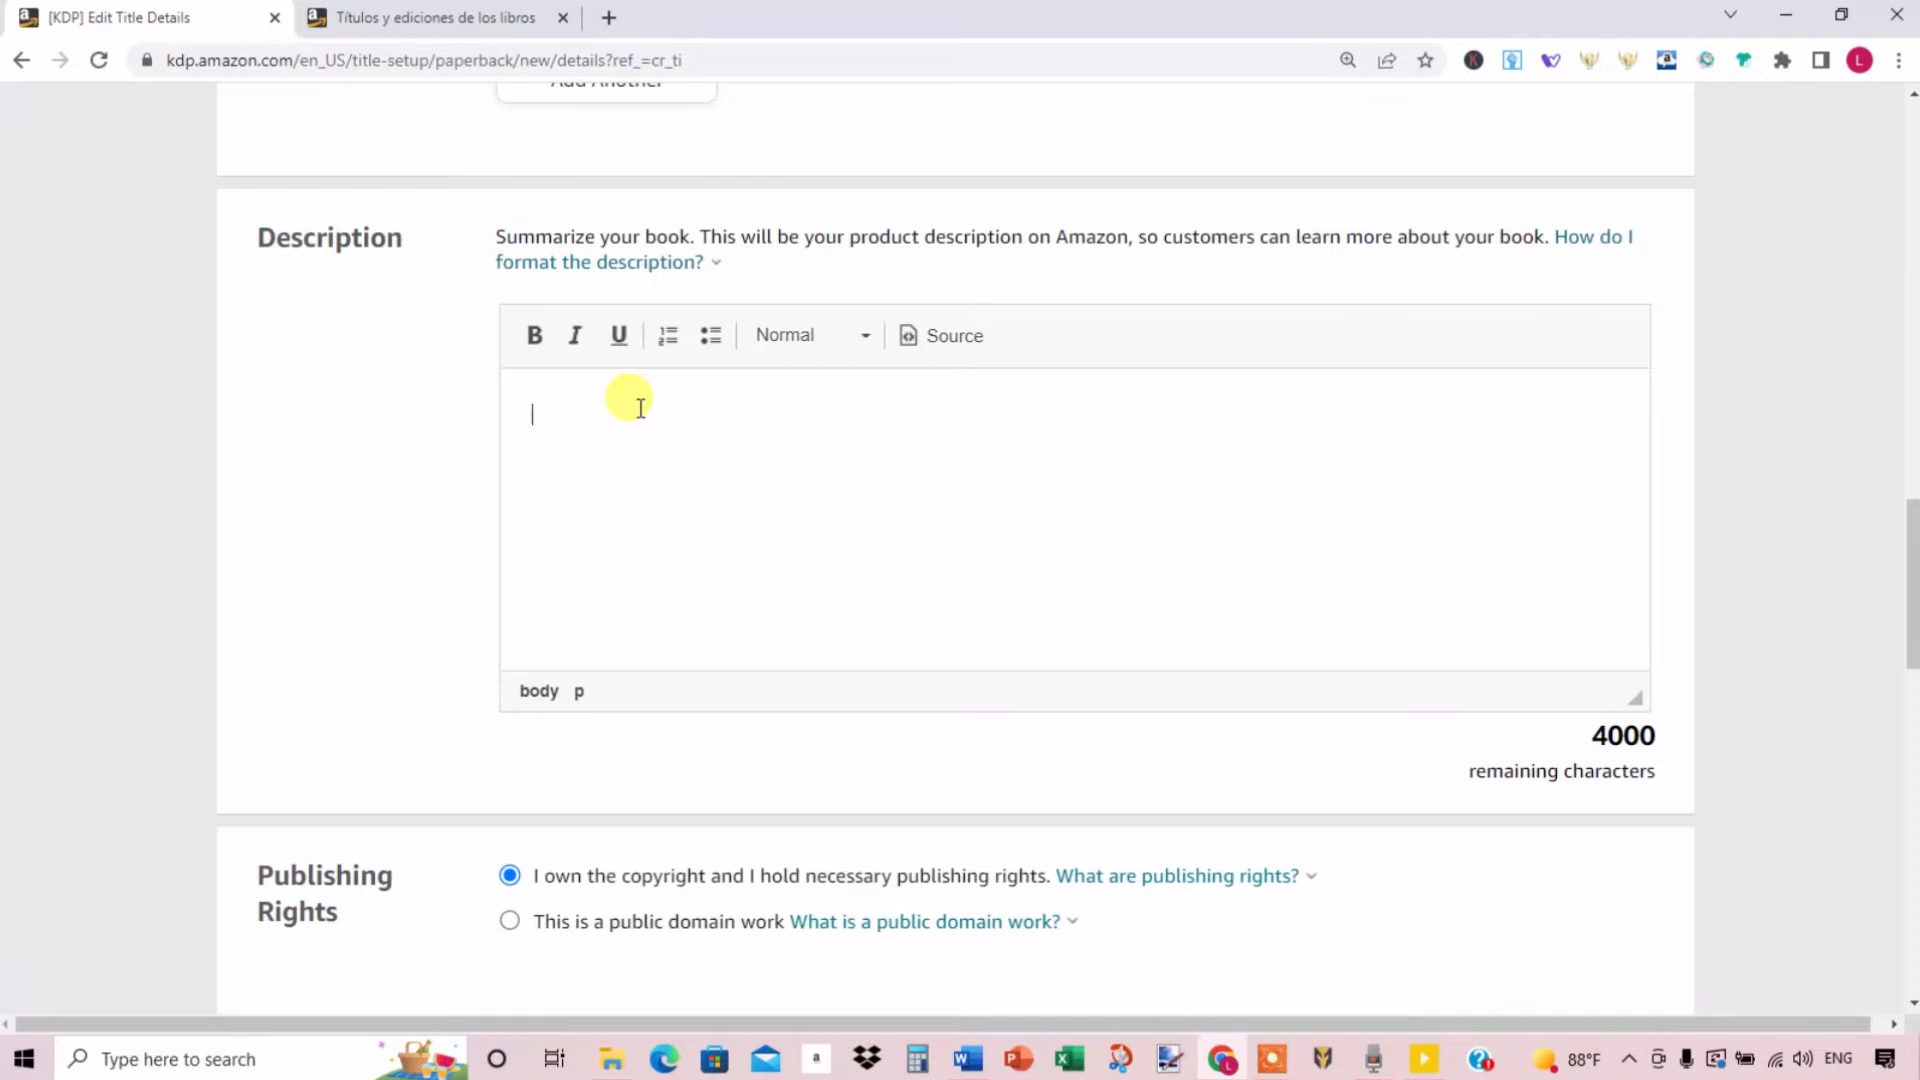 [KDP] Edit Title Details
Títulos y ediciones de los libros
kdp.amazon.com/en_US/title-setup/paperback/new/details?ref_=cr_ti
L
Add Another
Description
Summarize your book. This will be your product description on Amazon, so customers can learn more about your book. How do I
format the description?
B I U
Normal
Source
body p
4000
remaining characters
Publishing
Rights
I own the copyright and I hold necessary publishing rights. What are publishing rights?
This is a public domain work What is a public domain work?
Type here to search
88°F
ENG